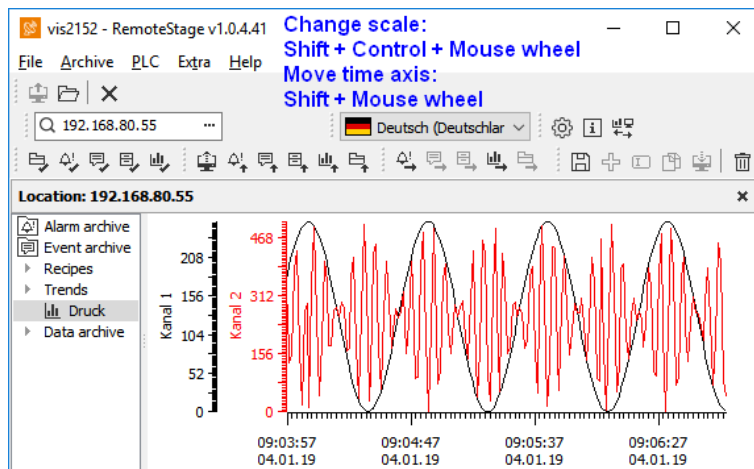 vis2152 - RemoteStage v1.0.4.41
Change scale:
Shift + Control + Mouse wheel
Move time axis:
Shift + Mouse wheel
File Archive PLC Extra Help
192.168.80.55 ...
Deutsch (Deutschlar
Location: 192.168.80.55
Alarm archive
Event archive
Recipes
Trends
Druck
Data archive
Kanal 1
208
156
104
52
0
Kanal 2
468
312
156
0
09:03:57 09:04:47 09:05:37 09:06:27
04.01.19 04.01.19 04.01.19 04.01.19